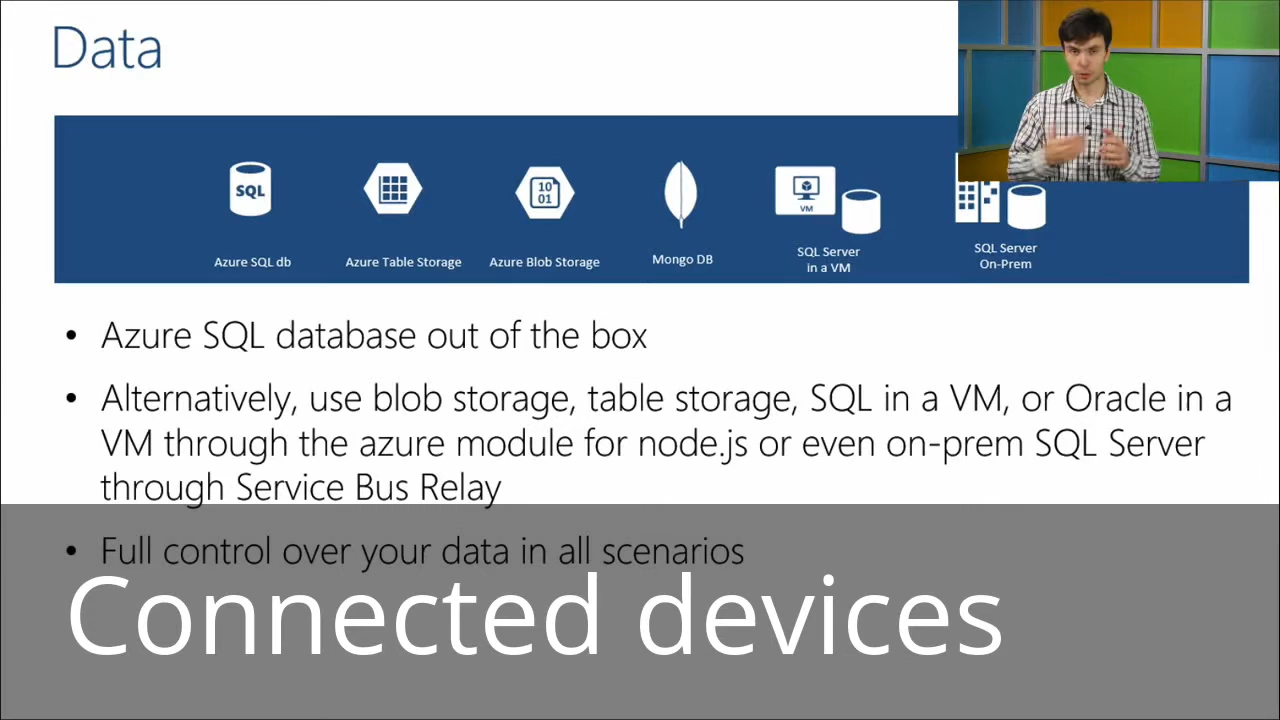 Data
SQL
10
01
VM
Azure SQL db
Azure Table Storage
Azure Blob Storage
Mongo DB
SQL Server
in a VM
SQL Server
On-Prem
• Azure SQL database out of the box
• Alternatively, use blob storage, table storage, SQL in a VM, or Oracle in a
VM through the azure module for node.js or even on-prem SQL Server
through Service Bus Relay
• Full control over your data in all scenarios
Connected devices